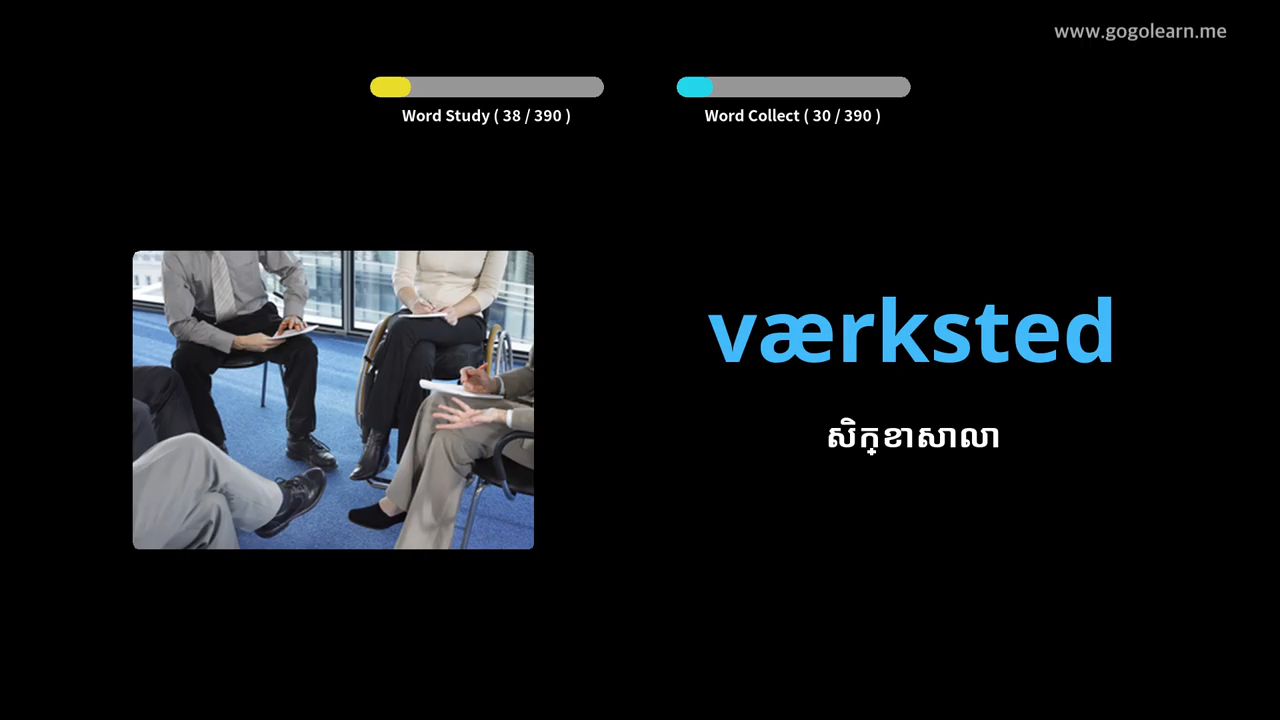 www.gogolearn.me
Word Study ( 38 / 390 )
Word Collect ( 30 / 390 )
værksted
សិក្ខាសាលា